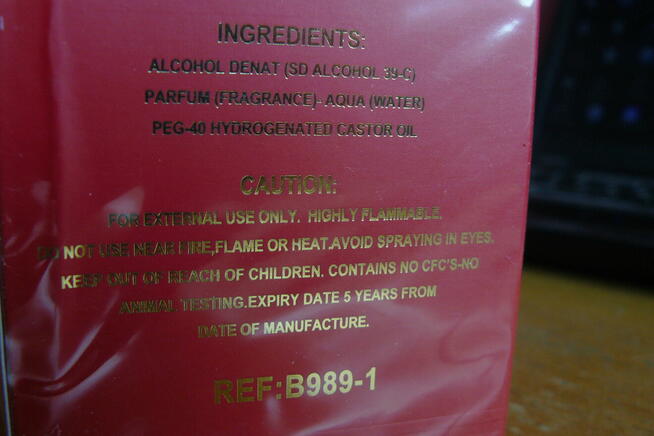 INGREDIENTS:
ALCOHOL DENAT (SD ALCOHOL 39-C)
PARFUM (FRAGRANCE)- AQUA (WATER)
PEG-40 HYDROGENATED CASTOR OIL
CAUTION:
FOR EXTERNAL USE ONLY. HIGHLY FLAMMABLE.
DO NOT USE NEAR FIRE,FLAME OR HEAT.AVOID SPRAYING IN EYES.
KEEP OUT OF REACH OF CHILDREN. CONTAINS NO CFC'S-NO
ANIMAL TESTING.EXPIRY DATE 5 YEARS FROM
DATE OF MANUFACTURE.
REF:B989-1